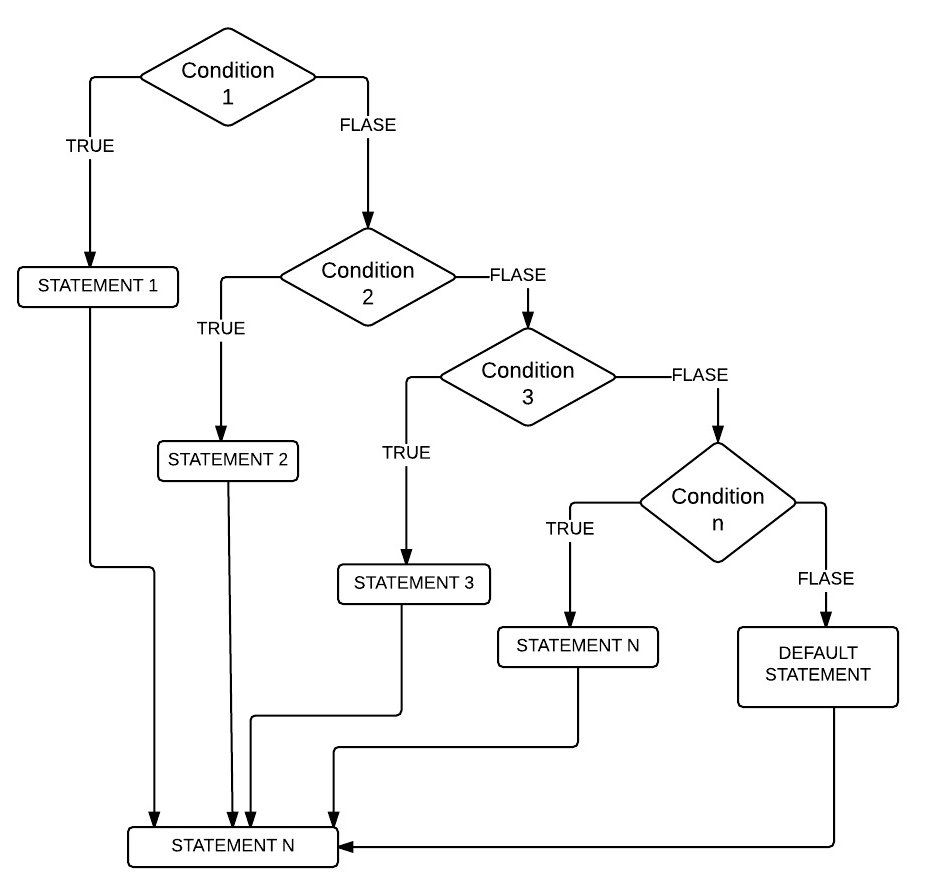 Condition
1
FLASE
TRUE
Condition
2
FLASE
STATEMENT 1
TRUE
Condition
3
FLASE
TRUE
STATEMENT 2
Condition
n
TRUE
FLASE
STATEMENT 3
STATEMENT N
DEFAULT
STATEMENT
STATEMENT N